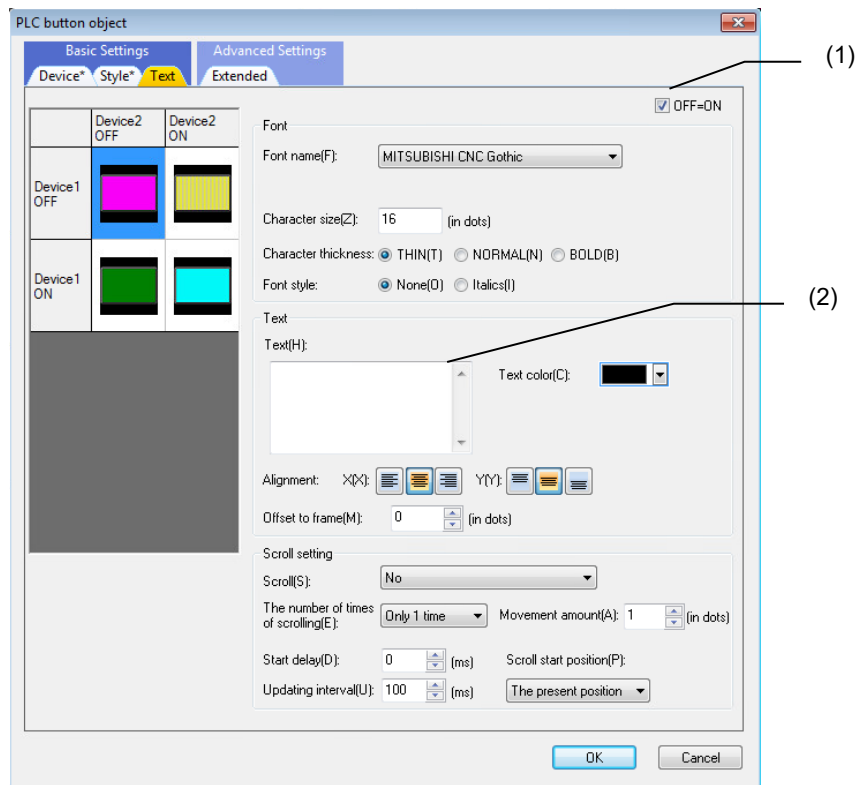 PLC button object
Basic Settings Advanced Settings
Device* Style* Text Extended
(1)
OFF=ON
Device2 OFF
Device2 ON
Device1 OFF
Device1 ON
Font
Font name(F): MITSUBISHI CNC Gothic
Character size(Z): 16 (in dots)
Character thickness: THIN(T) NORMAL(N) BOLD(B)
Font style: None(O) Italics(I)
(2)
Text
Text(H):
Text color(C):
Alignment: X(X): Y(Y):
Offset to frame(M): 0 (in dots)
Scroll setting
Scroll(S): No
The number of times of scrolling(E): Only 1 time Movement amount(A): 1 (in dots)
Start delay(D): 0 (ms) Scroll start position(P):
Updating interval(U): 100 (ms) The present position
OK Cancel